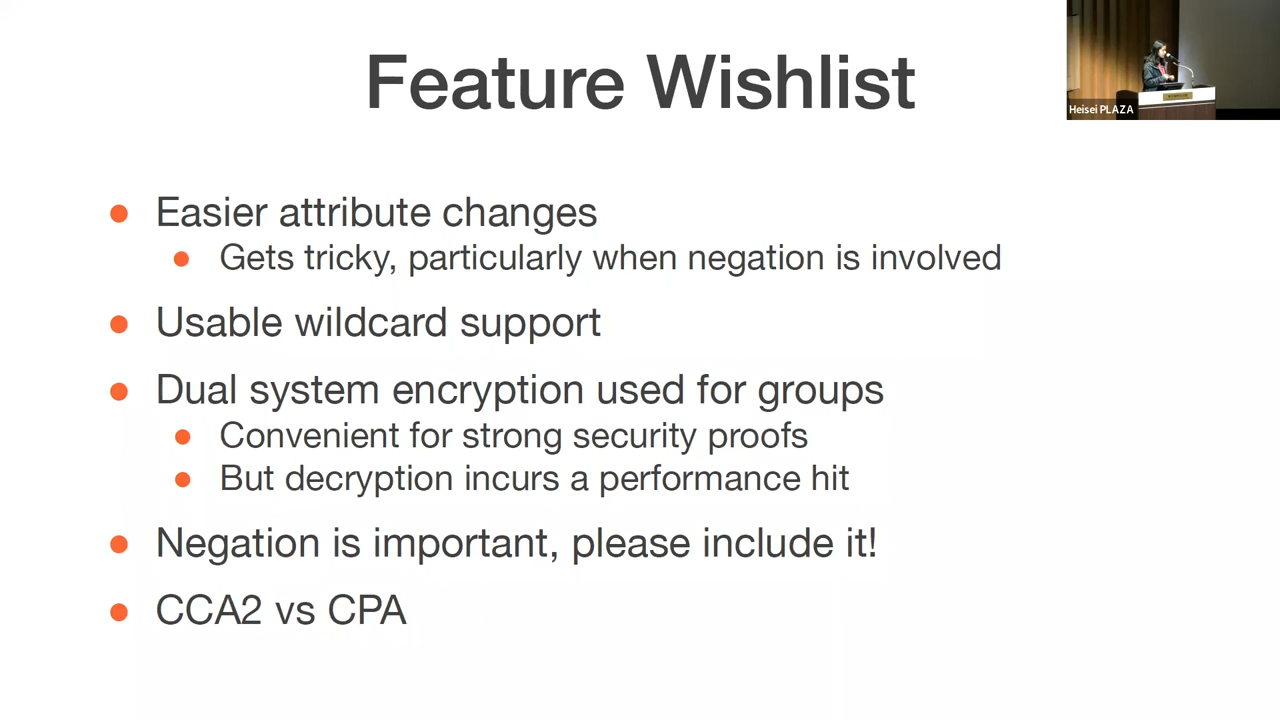 Feature Wishlist
Heisei PLAZA
Easier attribute changes
Gets tricky, particularly when negation is involved
Usable wildcard support
Dual system encryption used for groups
Convenient for strong security proofs
But decryption incurs a performance hit
Negation is important, please include it!
CCA2 vs CPA